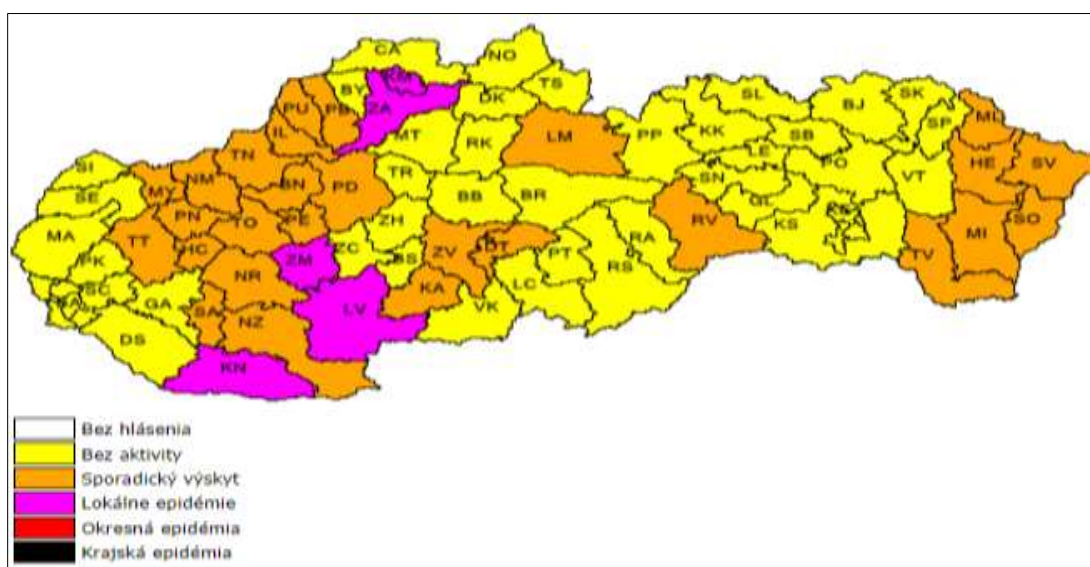 CA
NO
KM
BY
TS
ZA
DK
PU
PB
SL
BJ
SK
IL
MT
RK
LM
PP
KK
SB
SP
ML
TN
LE
PO
HE
SV
SI
TR
SN
VT
MY
NM
BN
PD
BB
BR
SE
GL
PN
TO
PE
ZH
RV
KS
SO
MA
TT
HC
ZC
ZV
DT
PT
RA
MI
PK
NR
ZM
BS
RS
TV
SC
GA
SA
KA
LC
NZ
LV
VK
DS
KN
Bez hlásenia
Bez aktivity
Sporadický výskyt
Lokálne epidémie
Okresná epidémia
Krajská epidémia